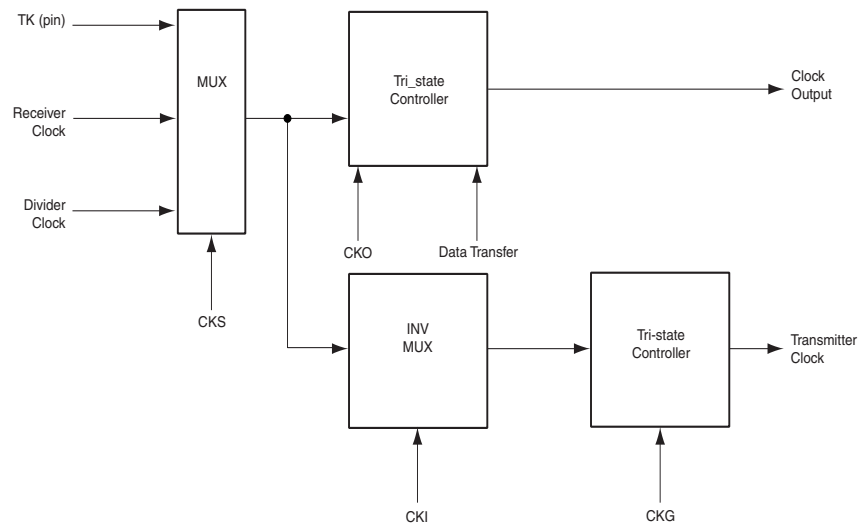 TK (pin)
MUX
Tri_state
Controller
Clock
Output
Receiver
Clock
Divider
Clock
CKO
Data Transfer
CKS
INV
MUX
Tri-state
Controller
Transmitter
Clock
CKI
CKG